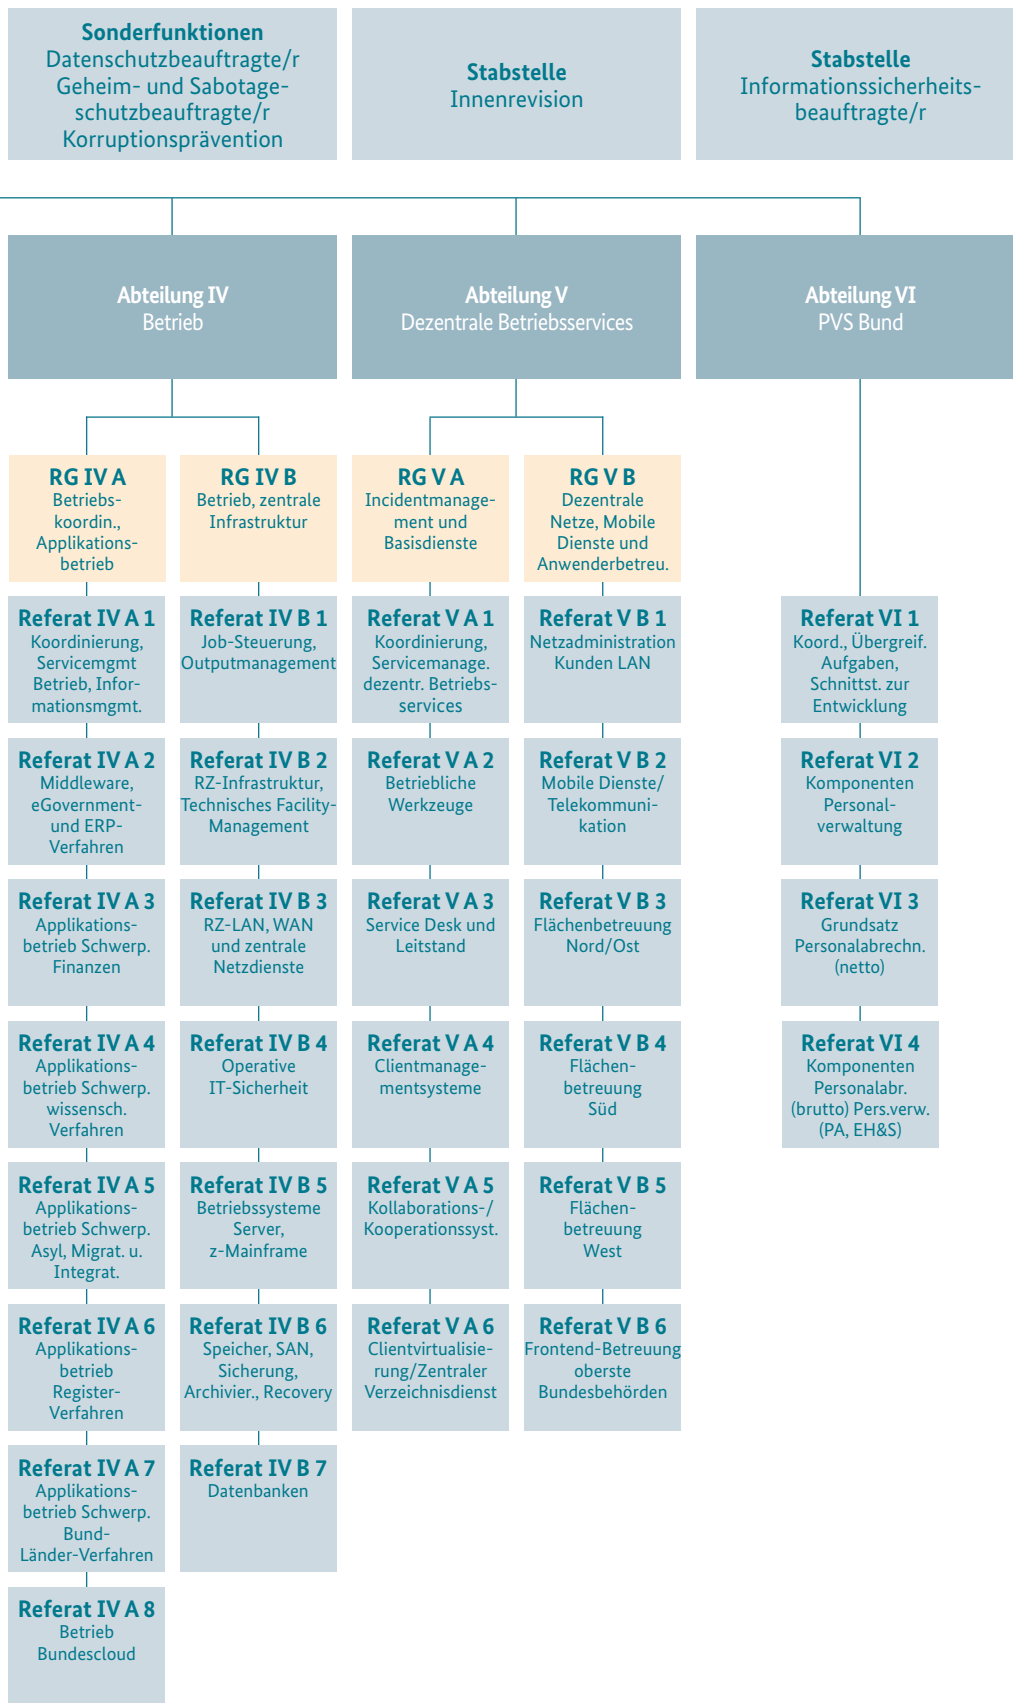 Sonderfunktionen
Datenschutzbeauftragte/r
Geheim- und Sabotage-
schutzbeauftragte/r
Korruptionsprävention
Stabstelle
Innenrevision
Stabstelle
Informationssicherheits-
beauftragte/r
Abteilung IV
Betrieb
Abteilung V
Dezentrale Betriebsservices
Abteilung VI
PVS Bund
RG IV A
Betriebs-
koordin.,
Applikations-
betrieb
Referat IV A 1
Koordinierung,
Servicemgmt
Betrieb, Infor-
mationsmgmt.
Referat IV A 2
Middleware,
eGovernment-
und ERP-
Verfahren
Referat IV A 3
Applikations-
betrieb Schwerp.
Finanzen
Referat IV A 4
Applikations-
betrieb Schwerp.
wissensch.
Verfahren
Referat IV A 5
Applikations-
betrieb Schwerp.
Asyl, Migrat. u.
Integrat.
Referat IV A 6
Applikations-
betrieb
Register-
Verfahren
Referat IV A 7
Applikations-
betrieb Schwerp.
Bund-
Länder-Verfahren
Referat IV A 8
Betrieb
Bundescloud
RG IV B
Betrieb, zentrale
Infrastruktur
Referat IV B 1
Job-Steuerung,
Outputmanagement
Referat IV B 2
RZ-Infrastruktur,
Technisches Facility-
Management
Referat IV B 3
RZ-LAN, WAN
und zentrale
Netzdienste
Referat IV B 4
Operative
IT-Sicherheit
Referat IV B 5
Betriebssysteme
Server,
z-Mainframe
Referat IV B 6
Speicher, SAN,
Sicherung,
Archivier., Recovery
Referat IV B 7
Datenbanken
RG V A
Incidentmanage-
ment und
Basisdienste
Referat V A 1
Koordinierung,
Servicemanage.
dezentr. Betriebs-
services
Referat V A 2
Betriebliche
Werkzeuge
Referat V A 3
Service Desk und
Leitstand
Referat V A 4
Clientmanage-
mentsysteme
Referat V A 5
Kollaborations-/
Kooperationssyst.
Referat V A 6
Clientvirtualisie-
rung/Zentraler
Verzeichnisdienst
RG V B
Dezentrale
Netze, Mobile
Dienste und
Anwenderbetreu.
Referat V B 1
Netzadministration
Kunden LAN
Referat V B 2
Mobile Dienste/
Telekommuni-
kation
Referat V B 3
Flächenbetreuung
Nord/Ost
Referat V B 4
Flächen-
betreuung
Süd
Referat V B 5
Flächen-
betreuung
West
Referat V B 6
Frontend-Betreuung
oberste
Bundesbehörden
Referat VI 1
Koord., Übergreif.
Aufgaben,
Schnittst. zur
Entwicklung
Referat VI 2
Komponenten
Personal-
verwaltung
Referat VI 3
Grundsatz
Personalabrechn.
(netto)
Referat VI 4
Komponenten
Personalabr.
(brutto) Pers.verw.
(PA, EH&S)